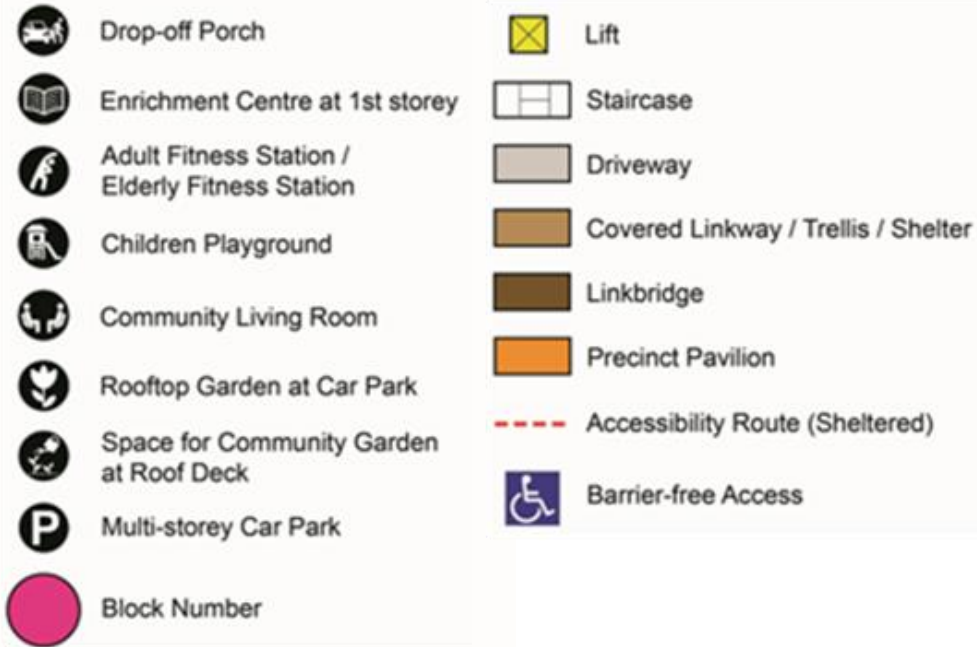 Drop-off Porch
Enrichment Centre at 1st storey
Adult Fitness Station /
Elderly Fitness Station
Children Playground
Community Living Room
Rooftop Garden at Car Park
Space for Community Garden
at Roof Deck
P
Multi-storey Car Park
Block Number
Lift
Staircase
Driveway
Covered Linkway / Trellis / Shelter
Linkbridge
Precinct Pavilion
Accessibility Route (Sheltered)
Barrier-free Access